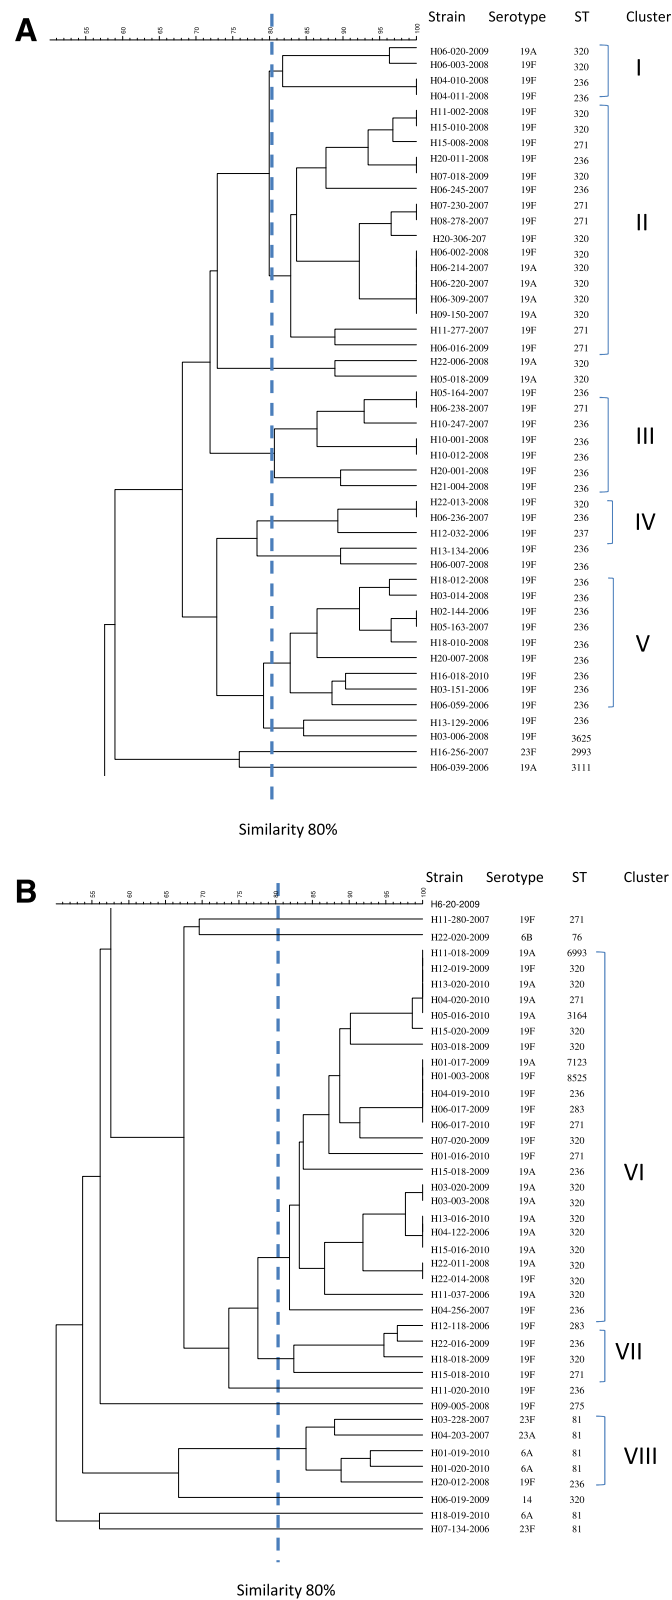 A
Strain Serotype ST Cluster
55 60 65 70 75 80 85 90 95 100
H06-020-2009 19A 320
H06-003-2008 19F 320
I
H04-010-2008 19F 236
H04-011-2008 19F 236
H11-002-2008 19F 320
H15-010-2008 19F 320
H15-008-2008 19F 271
H20-011-2008 19F 236
H07-018-2009 19F 320
H06-245-2007 19F 236
H07-230-2007 19F 271
H08-278-2007 19F 271
II
H20-306-207 19F 320
H06-002-2008 19F 320
H06-214-2007 19A 320
H06-220-2007 19A 320
H06-309-2007 19A 320
H09-150-2007 19A 320
H11-277-2007 19F 271
H06-016-2009 19F 271
H22-006-2008 19A 320
H05-018-2009 19A 320
H05-164-2007 19F 236
H06-238-2007 19F 271
H10-247-2007 19F 236
III
H10-001-2008 19F 236
H10-012-2008 19F 236
H20-001-2008 19F 236
H21-004-2008 19F 236
H22-013-2008 19F 320
H06-236-2007 19F 236
IV
H12-032-2006 19F 237
H13-134-2006 19F 236
H06-007-2008 19F 236
H18-012-2008 19F 236
H03-014-2008 19F 236
H02-144-2006 19F 236
H05-163-2007 19F 236
H18-010-2008 19F 236
V
H20-007-2008 19F 236
H16-018-2010 19F 236
H03-151-2006 19F 236
H06-059-2006 19F 236
H13-129-2006 19F 236
H03-006-2008 19F 3625
H16-256-2007 23F 2993
H06-039-2006 19A 3111
Similarity 80%
B
Strain Serotype ST Cluster
55 60 65 70 75 80 85 90 95 100
H6-20-2009
H11-280-2007 19F 271
H22-020-2009 6B 76
H11-018-2009 19A 6993
H12-019-2009 19F 320
H13-020-2010 19A 320
H04-020-2010 19A 271
H05-016-2010 19A 3164
H15-020-2009 19F 320
H03-018-2009 19F 320
H01-017-2009 19A 7123
H01-003-2008 19F 8525
H04-019-2010 19F 236
H06-017-2009 19F 283
H06-017-2010 19F 271
H07-020-2009 19F 320
H01-016-2010 19F 271
H15-018-2009 19A 236
VI
H03-020-2009 19A 320
H03-003-2008 19A 320
H13-016-2010 19A 320
H04-122-2006 19A 320
H15-016-2010 19A 320
H22-011-2008 19A 320
H22-014-2008 19F 320
H11-037-2006 19A 320
H04-256-2007 19F 236
H12-118-2006 19F 283
H22-016-2009 19F 236
VII
H18-018-2009 19F 320
H15-018-2010 19F 271
H11-020-2010 19F 236
H09-005-2008 19F 275
H03-228-2007 23F 81
H04-203-2007 23A 81
H01-019-2010 6A 81
VIII
H01-020-2010 6A 81
H20-012-2008 19F 236
H06-019-2009 14 320
H18-019-2010 6A 81
H07-134-2006 23F 81
Similarity 80%